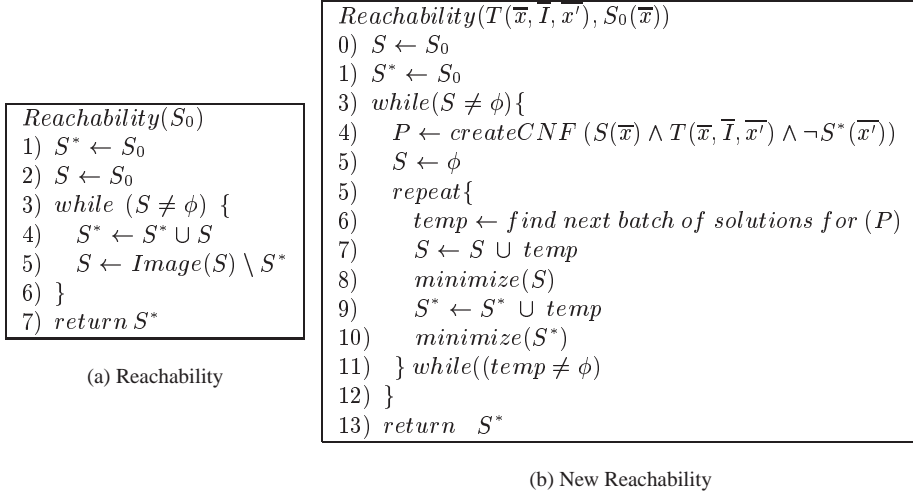 Reachability(S₀)
1) S* ← S₀
2) S ← S₀
3) while (S ≠ ϕ) {
4) S* ← S* ∪ S
5) S ← Image(S) \ S*
6) }
7) return S*
(a) Reachability
Reachability(T(x̅, I̅, x̅'̅), S₀(x̅))
0) S ← S₀
1) S* ← S₀
3) while(S ≠ ϕ){
4) P ← createCNF (S(x̅) ∧ T(x̅, I̅, x̅'̅) ∧ ¬S*(x̅'̅))
5) S ← ϕ
5) repeat{
6) temp ← find next batch of solutions for (P)
7) S ← S ∪ temp
8) minimize(S)
9) S* ← S* ∪ temp
10) minimize(S*)
11) } while((temp ≠ ϕ)
12) }
13) return S*
(b) New Reachability